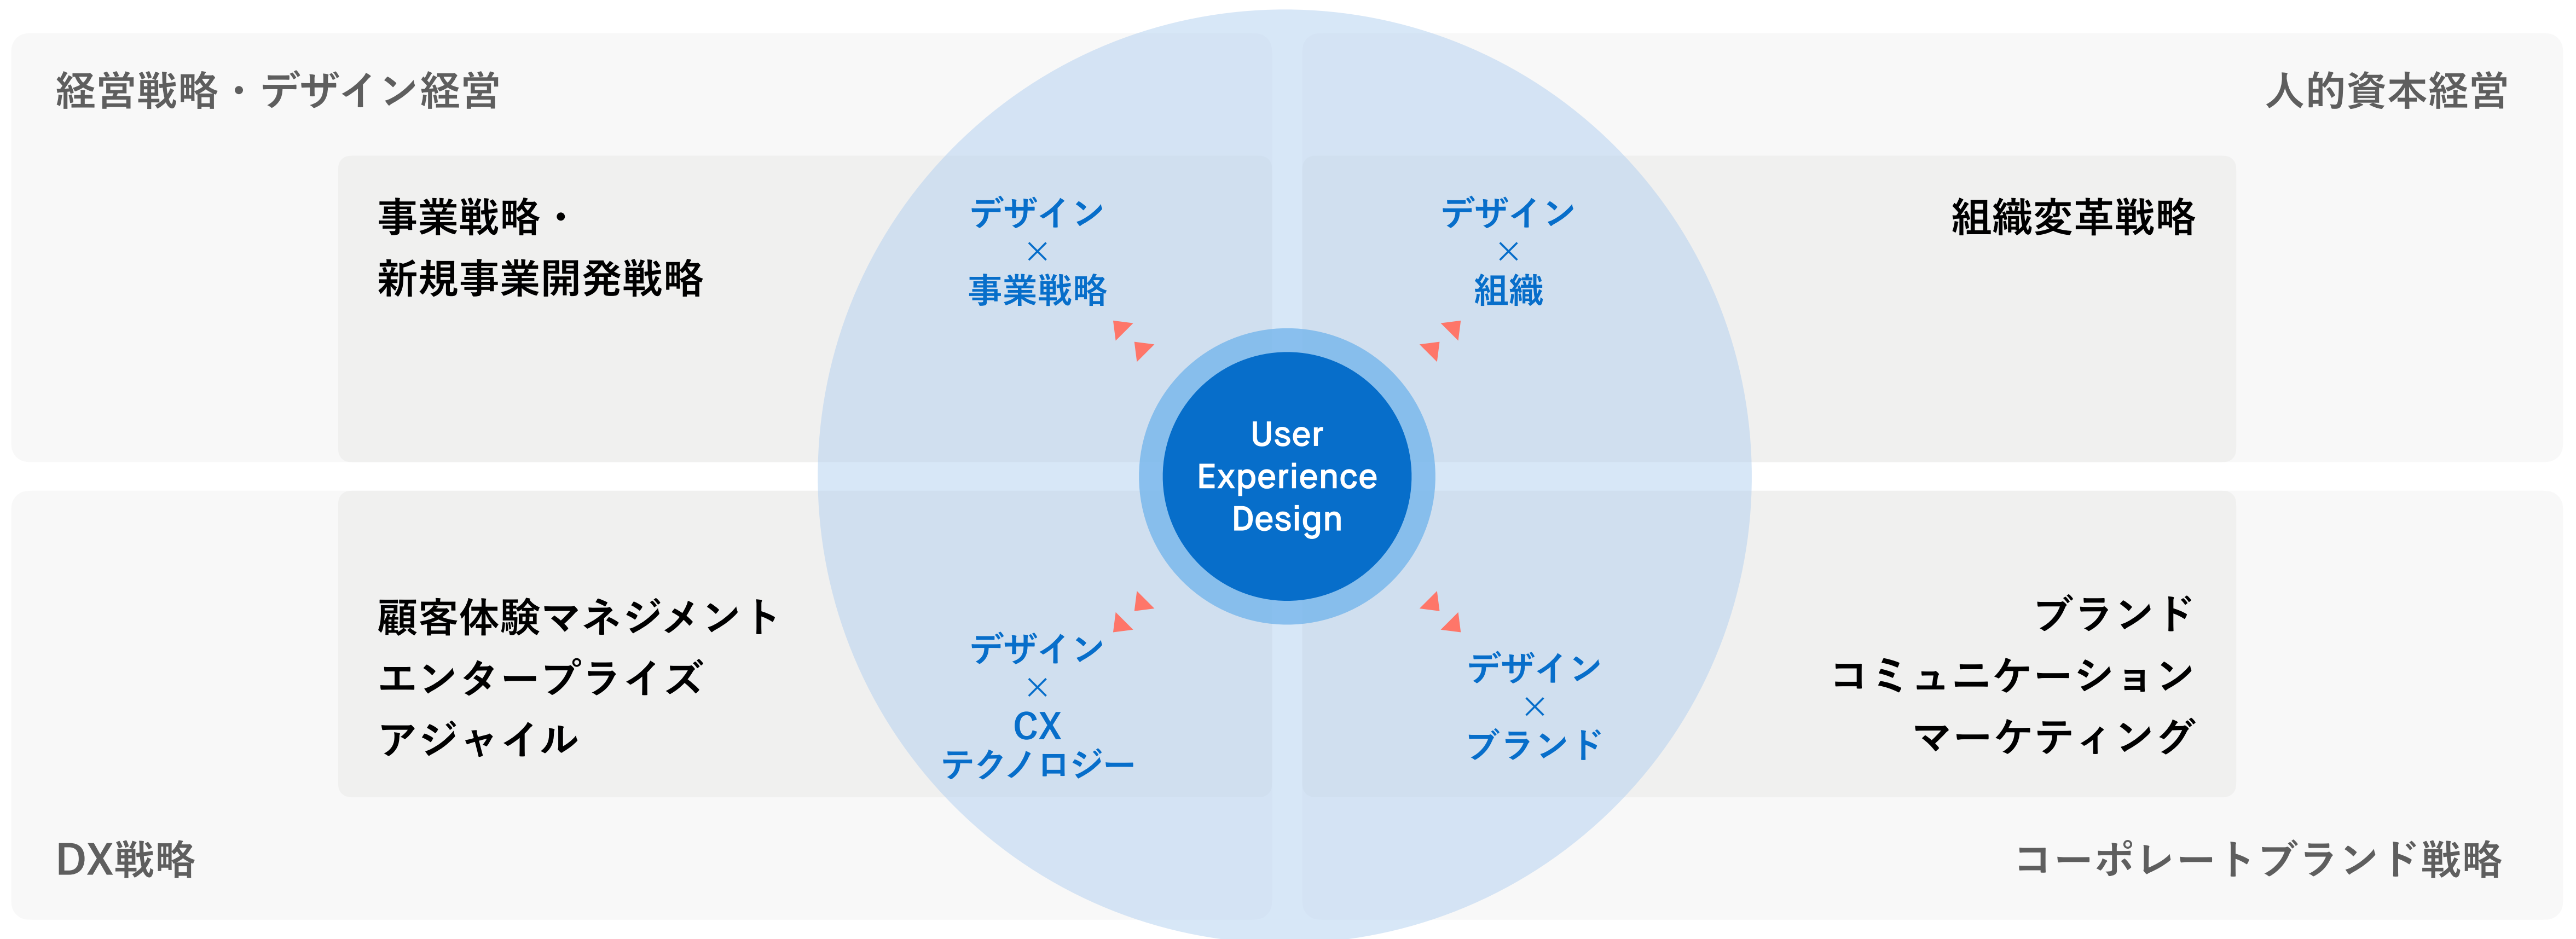 経営戦略・デザイン経営
事業戦略・
新規事業開発戦略
デザイン
×
事業戦略
人的資本経営
組織変革戦略
デザイン
×
組織
User
Experience
Design
DX戦略
顧客体験マネジメント
エンタープライズ
アジャイル
デザイン
×
CX
テクノロジー
コーポレートブランド戦略
ブランド
コミュニケーション
マーケティング
デザイン
×
ブランド